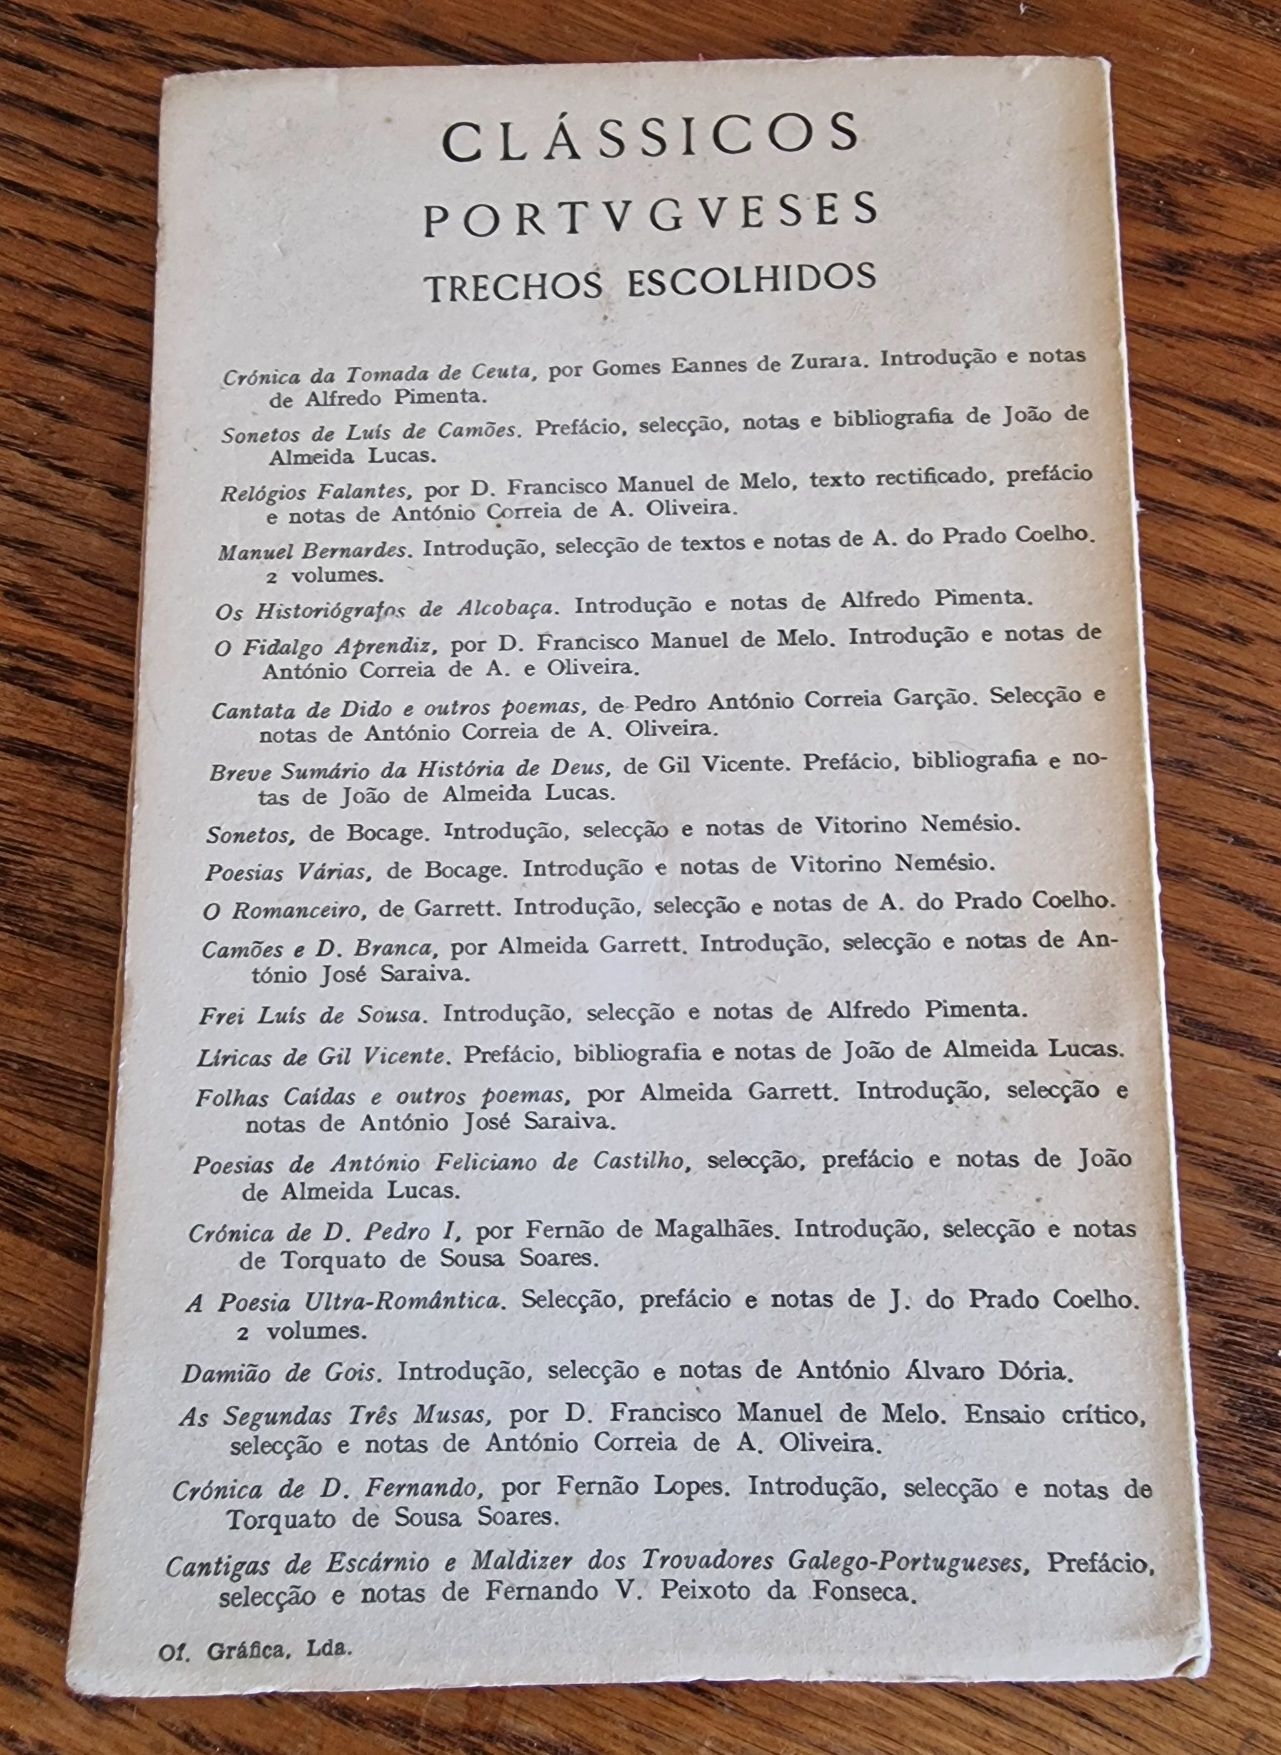 CLÁSSICOS
PORTVGVESES
TRECHOS ESCOLHIDOS
Crónica da Tomada de Ceuta, por Gomes Eannes de Zurara. Introdução e notas
de Alfredo Pimenta.
Sonetos de Luís de Camões. Prefácio, selecção, notas e bibliografia de João de
Almeida Lucas.
Relógios Falantes, por D. Francisco Manuel de Melo, texto rectificado, prefácio
e notas de António Correia de A. Oliveira.
Manuel Bernardes. Introdução, selecção de textos e notas de A. do Prado Coelho.
2 volumes.
Os Historiógrafos de Alcobaça. Introdução e notas de Alfredo Pimenta.
O Fidalgo Aprendiz, por D. Francisco Manuel de Melo. Introdução e notas de
António Correia de A. e Oliveira.
Cantata de Dido e outros poemas, de Pedro António Correia Garção. Selecção e
notas de António Correia de A. Oliveira.
Breve Sumário da História de Deus, de Gil Vicente. Prefácio, bibliografia e no-
tas de João de Almeida Lucas.
Sonetos, de Bocage. Introdução, selecção e notas de Vitorino Nemésio.
Poesias Várias, de Bocage. Introdução e notas de Vitorino Nemésio.
O Romanceiro, de Garrett. Introdução, selecção e notas de A. do Prado Coelho.
Camões e D. Branca, por Almeida Garrett. Introdução, selecção e notas de An-
tónio José Saraiva.
Frei Luís de Sousa. Introdução, selecção e notas de Alfredo Pimenta.
Líricas de Gil Vicente. Prefácio, bibliografia e notas de João de Almeida Lucas.
Folhas Caídas e outros poemas, por Almeida Garrett. Introdução, selecção e
notas de António José Saraiva.
Poesias de António Feliciano de Castilho, selecção, prefácio e notas de João
de Almeida Lucas.
Crónica de D. Pedro I, por Fernão de Magalhães. Introdução, selecção e notas
de Torquato de Sousa Soares.
A Poesia Ultra-Romântica. Selecção, prefácio e notas de J. do Prado Coelho.
2 volumes.
Damião de Gois. Introdução, selecção e notas de António Álvaro Dória.
As Segundas Três Musas, por D. Francisco Manuel de Melo. Ensaio crítico,
selecção e notas de António Correia de A. Oliveira.
Crónica de D. Fernando, por Fernão Lopes. Introdução, selecção e notas de
Torquato de Sousa Soares.
Cantigas de Escárnio e Maldizer dos Trovadores Galego-Portugueses, Prefácio,
selecção e notas de Fernando V. Peixoto da Fonseca.
Of. Gráfica, Lda.